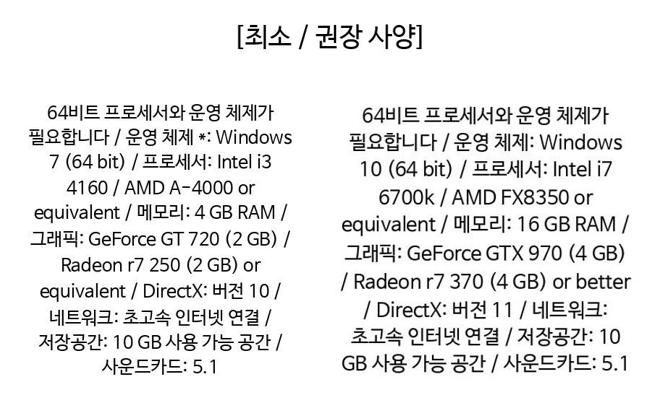 [최소 / 권장 사양]
64비트 프로세서와 운영 체제가
필요합니다 / 운영 체제 *: Windows
7 (64 bit) / 프로세서: Intel i3
4160 / AMD A-4000 or
equivalent / 메모리: 4 GB RAM /
그래픽: GeForce GT 720 (2 GB) /
Radeon r7 250 (2 GB) or
equivalent / DirectX: 버전 10 /
네트워크: 초고속 인터넷 연결 /
저장공간: 10 GB 사용 가능 공간 /
사운드카드: 5.1
64비트 프로세서와 운영 체제가
필요합니다 / 운영 체제: Windows
10 (64 bit) / 프로세서: Intel i7
6700k / AMD FX8350 or
equivalent / 메모리: 16 GB RAM /
그래픽: GeForce GTX 970 (4 GB)
/ Radeon r7 370 (4 GB) or better
/ DirectX: 버전 11 / 네트워크:
초고속 인터넷 연결 / 저장공간: 10
GB 사용 가능 공간 / 사운드카드: 5.1